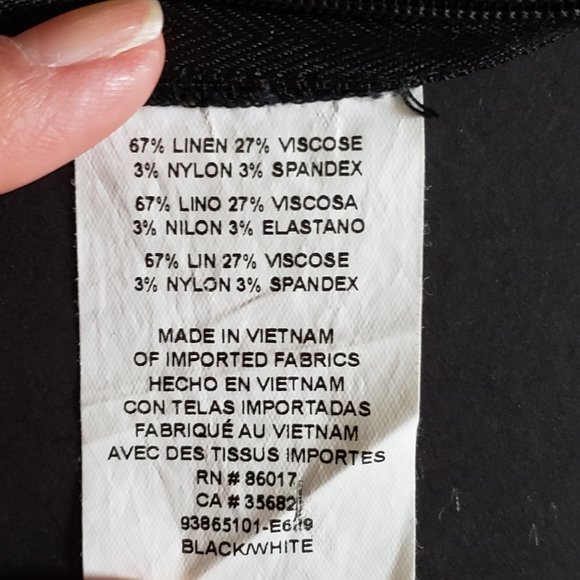 67% LINEN 27% VISCOSE
3% NYLON 3% SPANDEX
67% LINO 27% VISCOSA
3% NILON 3% ELASTANO
67% LIN 27% VISCOSE
3% NYLON 3% SPANDEX
MADE IN VIETNAM
OF IMPORTED FABRICS
HECHO EN VIETNAM
CON TELAS IMPORTADAS
FABRIQUÉ AU VIETNAM
AVEC DES TISSUS IMPORTES
RN # 86017
CA # 35682
BLACK/WHITE